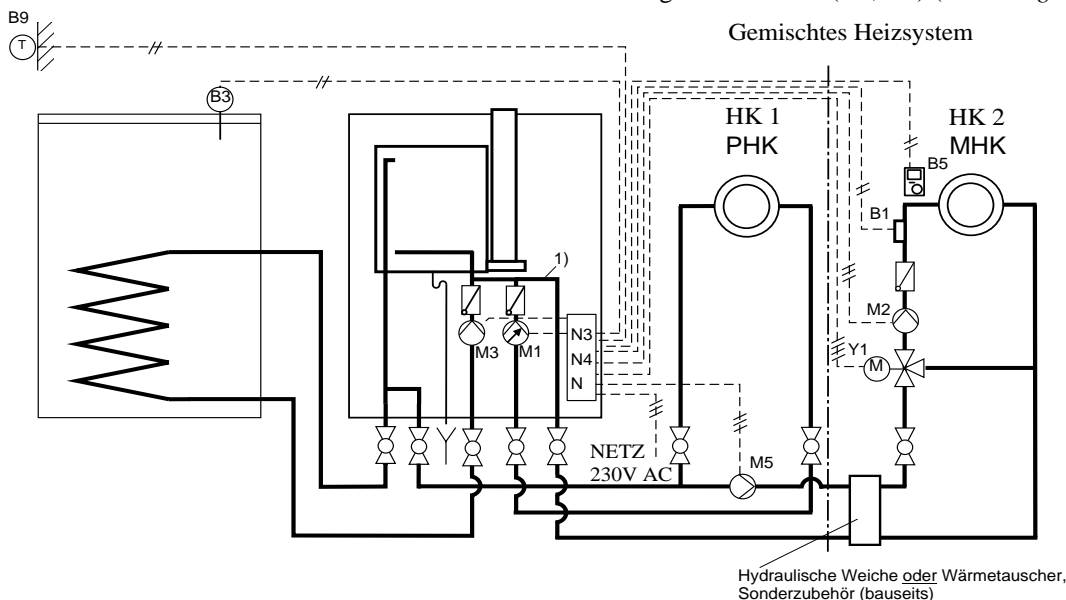 B9
T
Gemischtes Heizsystem
B3
HK 1
PHK
HK 2
MHK
B5
B1
1)
M2
M3
M1
N3
N4
N
Y1
M
NETZ
230V AC
M5
Hydraulische Weiche oder Wärmetauscher,
Sonderzubehör (bauseits)